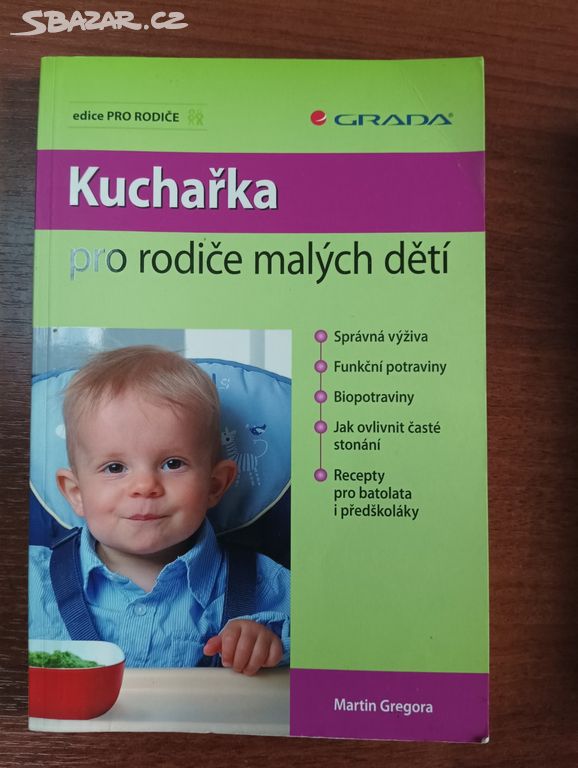 SBAZAR.CZ
edice PRO RODIČE
GRADA
Kuchařka
pro rodiče malých dětí
Správná výživa
Funkční potraviny
Biopotraviny
Jak ovlivnit časté
stonání
Recepty
pro batolata
i předškoláky
Martin Gregora